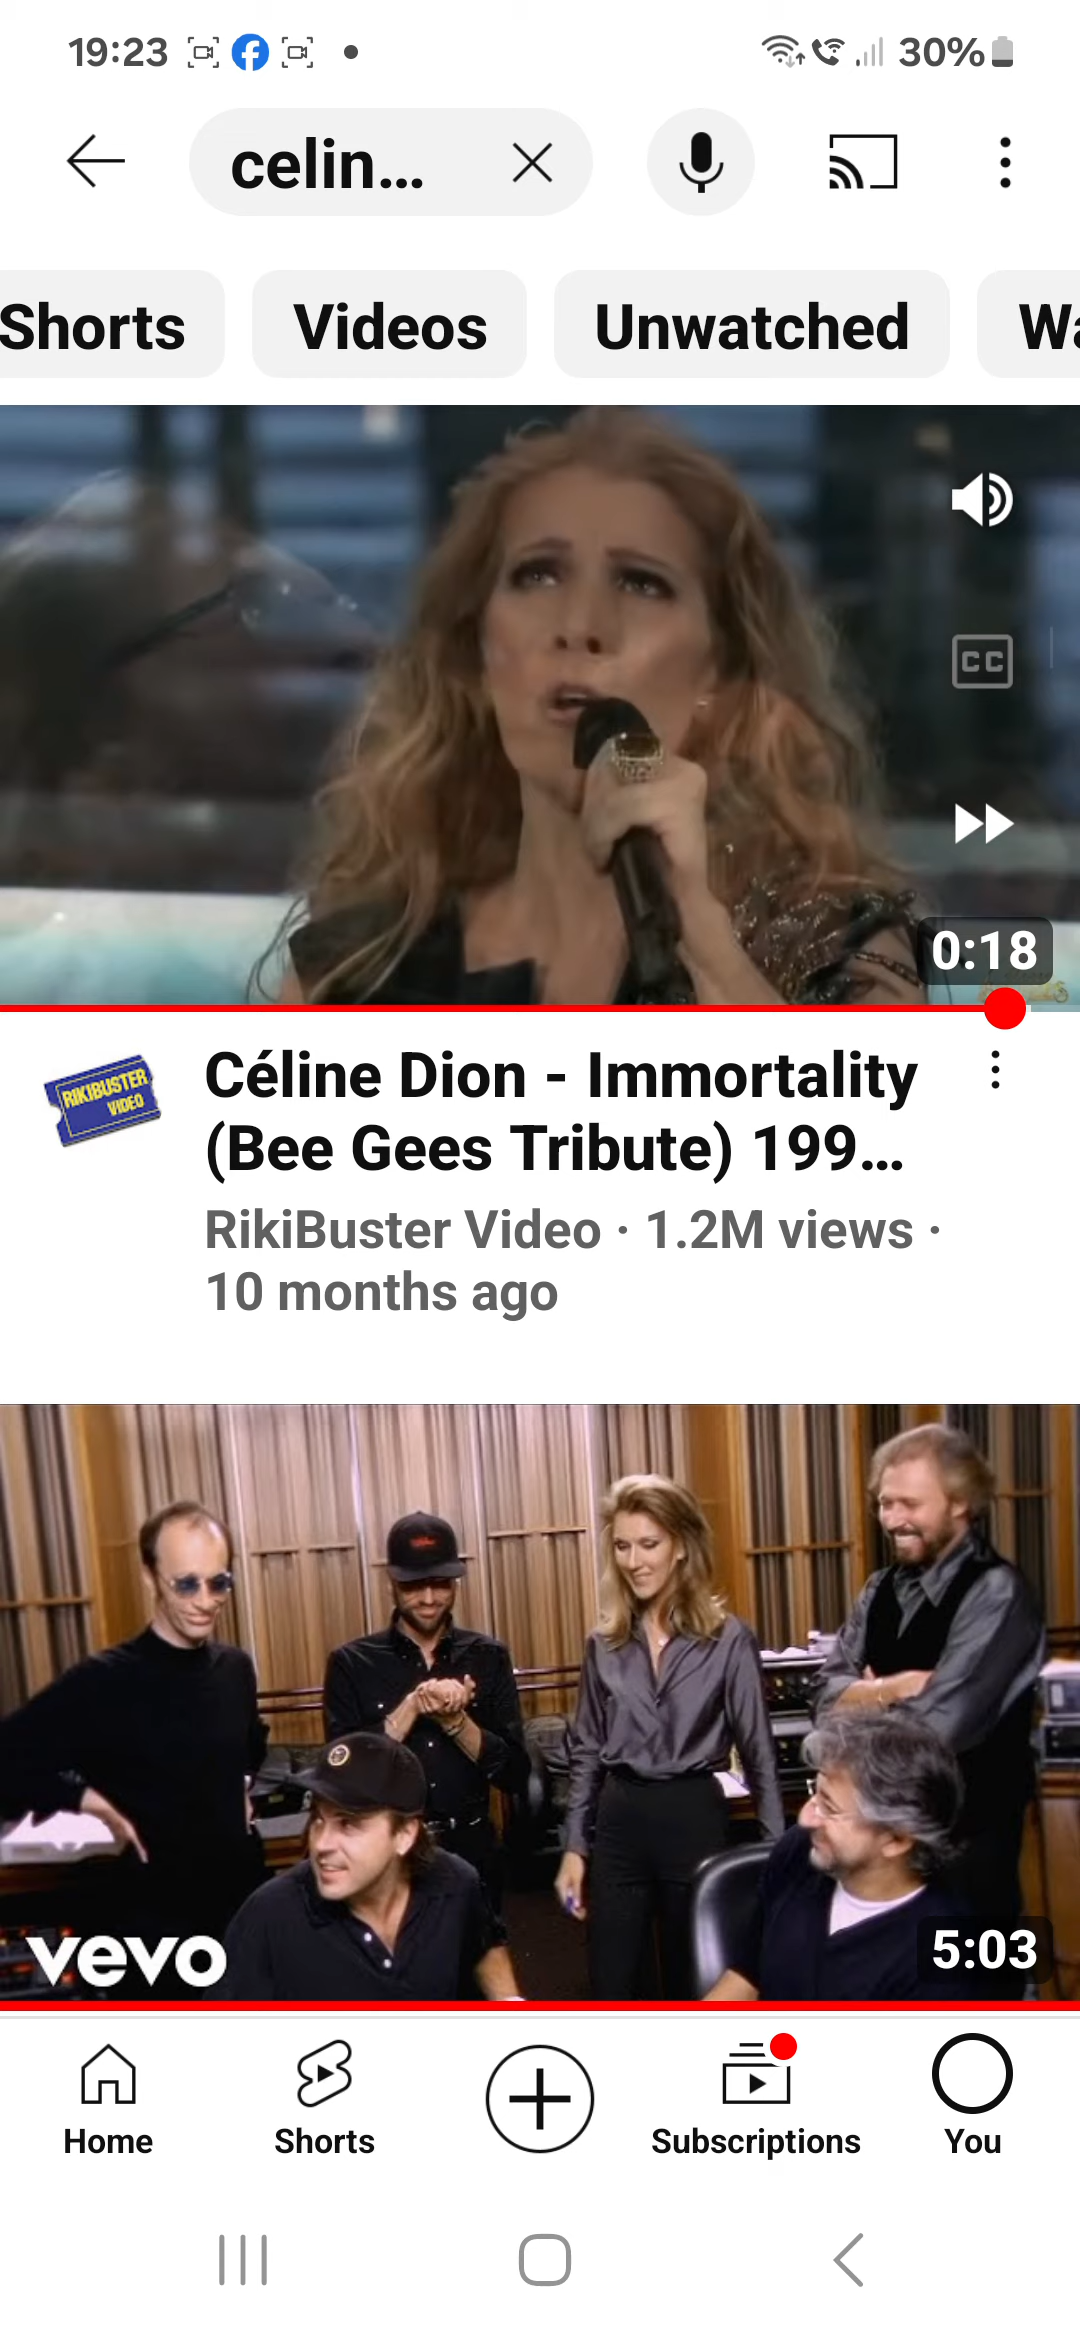 19:23
30%
celin...
Shorts
Videos
Unwatched
Wa
CC
0:18
RIKIBUSTER
VIDEO
Céline Dion - Immortality
(Bee Gees Tribute) 199...
RikiBuster Video · 1.2M views ·
10 months ago
vevo
5:03
Home
Shorts
Subscriptions
You